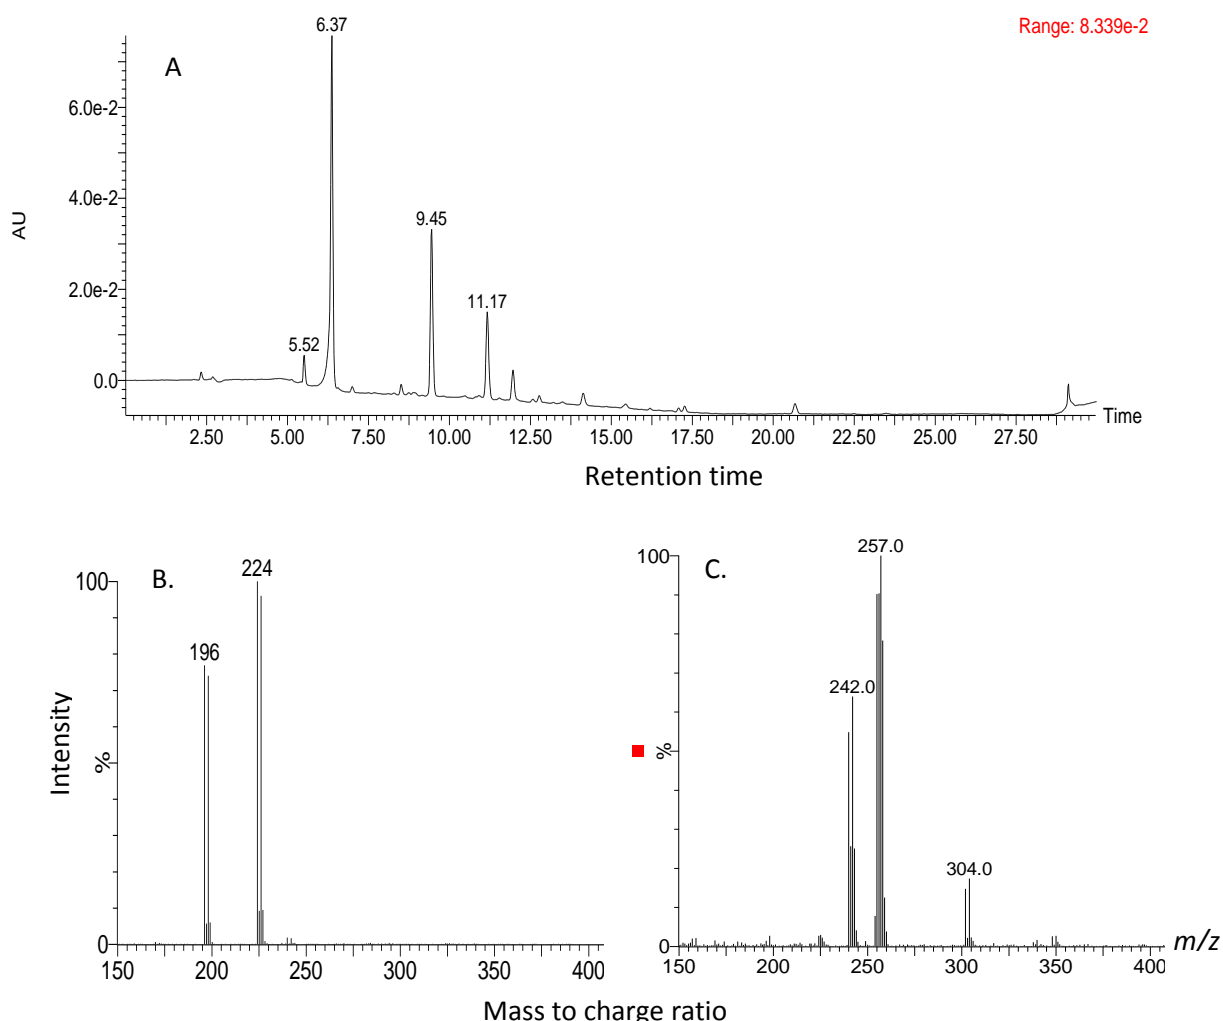 6.37
Range: 8.339e-2
A
6.0e-2
4.0e-2
9.45
AU
2.0e-2
11.17
5.52
0.0
Time
2.50 5.00 7.50 10.00 12.50 15.00 17.50 20.00 22.50 25.00 27.50
Retention time
B.
224
100
196
Intensity
%
0
150 200 250 300 350 400
C.
257.0
100
242.0
%
304.0
0
150 200 250 300 350 400
m/z
Mass to charge ratio